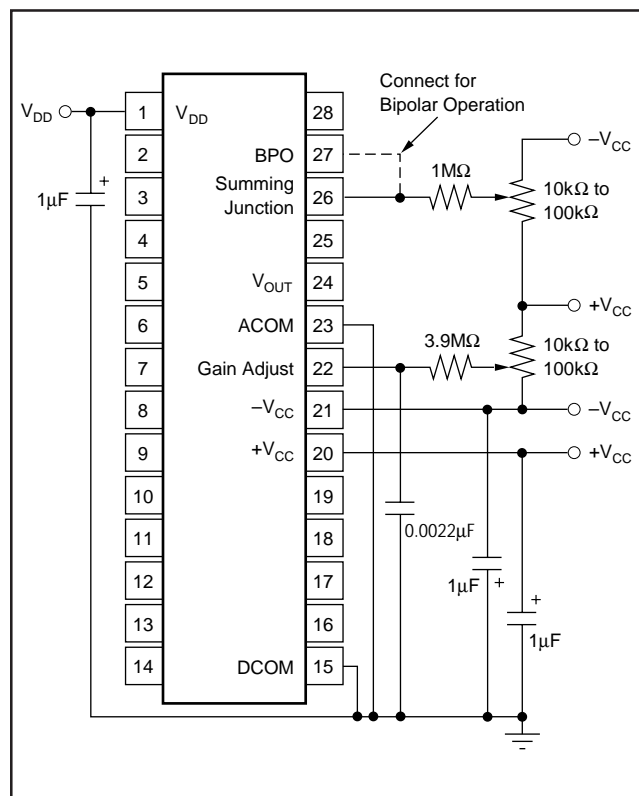 Connect for
Bipolar Operation
V_DD
1
V_DD
28
–V_CC
2
BPO
27
1MΩ
10kΩ to
100kΩ
+
1µF
3
Summing
Junction
26
4
25
5
V_OUT
24
+V_CC
6
ACOM
23
3.9MΩ
10kΩ to
100kΩ
7
Gain Adjust
22
8
–V_CC
21
–V_CC
9
+V_CC
20
+V_CC
10
19
11
18
0.0022µF
12
17
1µF
+
13
16
+
1µF
14
DCOM
15